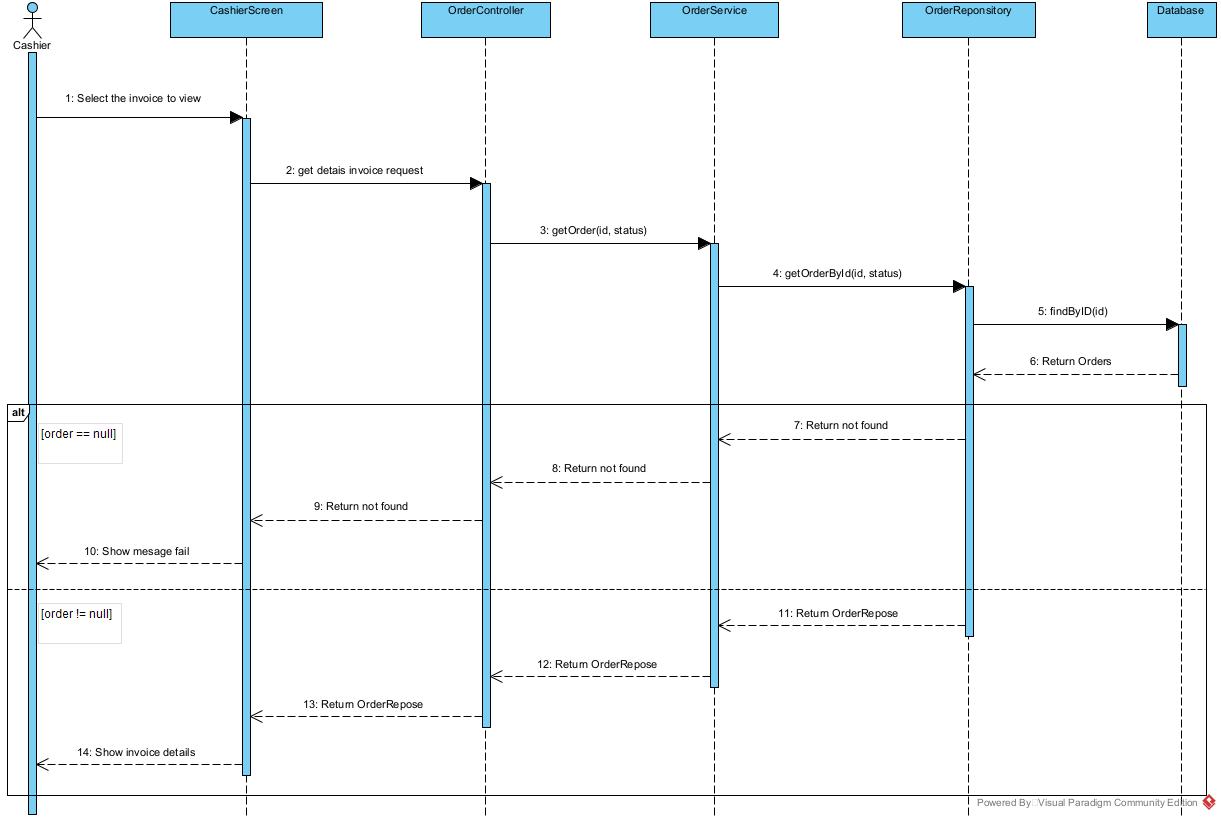 CashierScreen
OrderController
OrderService
OrderReponsitory
Database
Cashier
1: Select the invoice to view
2: get detais invoice request
3: getOrder(id, status)
4: getOrderById(id, status)
5: findByID(id)
6: Return Orders
alt
[order == null]
7: Return not found
8: Return not found
9: Return not found
10: Show mesage fail
[order != null]
11: Return OrderRepose
12: Return OrderRepose
13: Return OrderRepose
14: Show invoice details
Powered By Visual Paradigm Community Edition